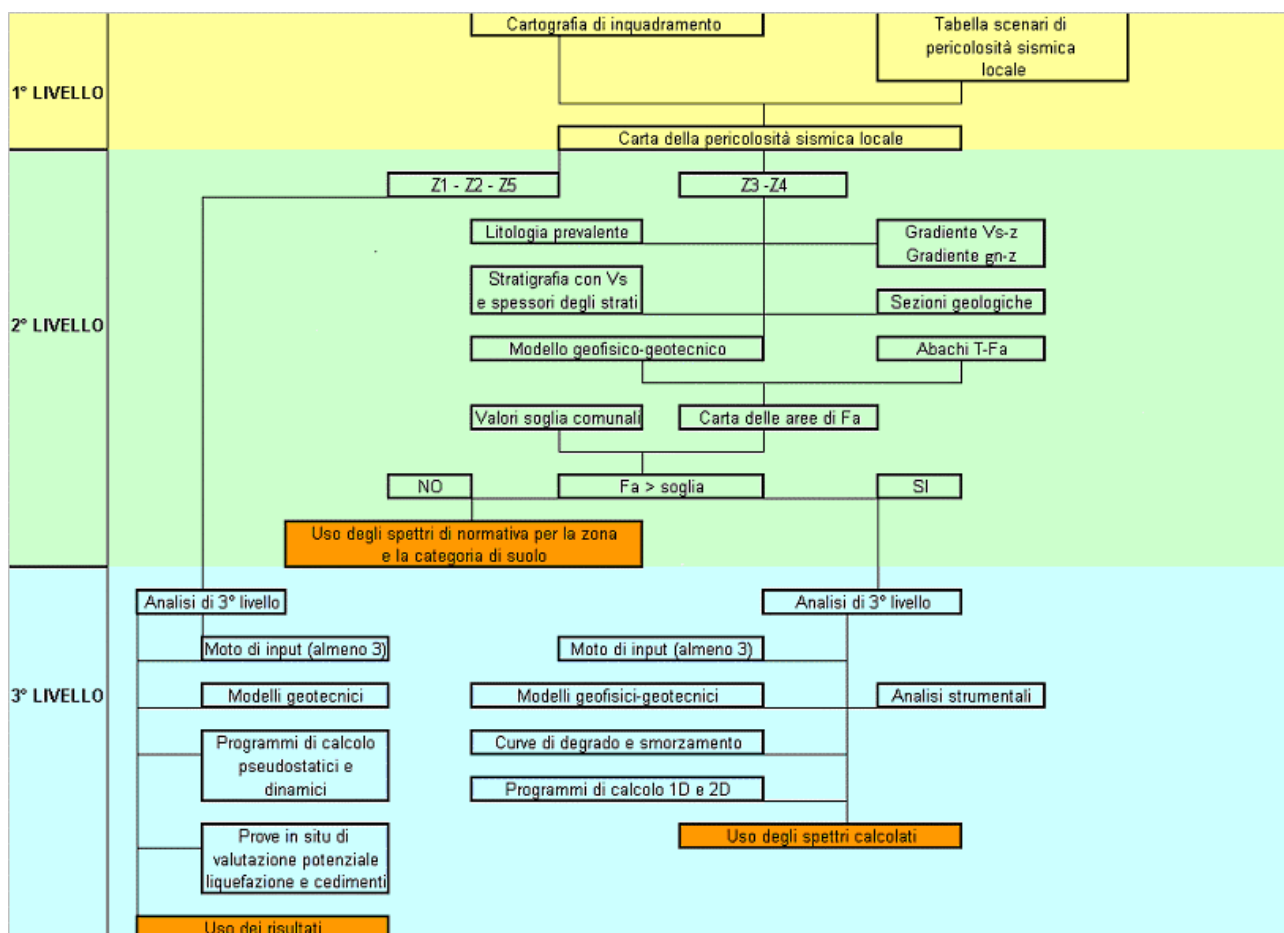 Cartografia di inquadramento
Tabella scenari di
pericolosità sismica
locale
1° LIVELLO
Carta della pericolosità sismica locale
Z1 - Z2 - Z5
Z3 -Z4
Litologia prevalente
Gradiente Vs-z
Gradiente gn-z
Stratigrafia con Vs
e spessori degli strati
Sezioni geologiche
2° LIVELLO
Modello geofisico-geotecnico
Abachi T-Fa
Valori soglia comunali
Carta delle aree di Fa
NO
Fa > soglia
SI
Uso degli spettri di normativa per la zona
e la categoria di suolo
Analisi di 3° livello
Analisi di 3° livello
Moto di input (almeno 3)
Moto di input (almeno 3)
3° LIVELLO
Modelli geotecnici
Modelli geofisici-geotecnici
Analisi strumentali
Programmi di calcolo
pseudostatici e
dinamici
Curve di degrado e smorzamento
Programmi di calcolo 1D e 2D
Uso degli spettri calcolati
Prove in situ di
valutazione potenziale
liquefazione e cedimenti
Uso dei risultati